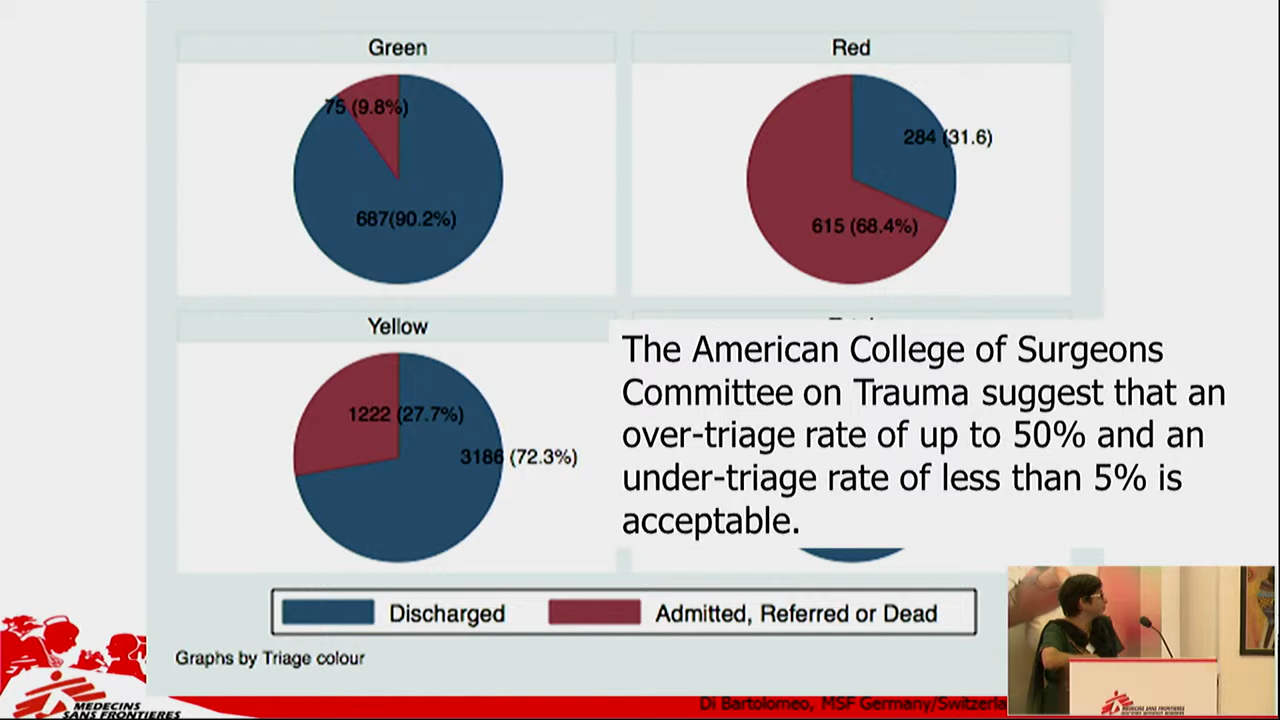 Green
75 (9.8%)
687(90.2%)
Red
284 (31.6)
615 (68.4%)
Yellow
1222 (27.7%)
3186 (72.3%)
The American College of Surgeons
Committee on Trauma suggest that an
over-triage rate of up to 50% and an
under-triage rate of less than 5% is
acceptable.
Discharged
Admitted, Referred or Dead
Graphs by Triage colour
MEDECINS
SANS FRONTIERES
Di Bartolomeo, MSF Germany/Switzerla
MEDECINS SANS FRONTIERES